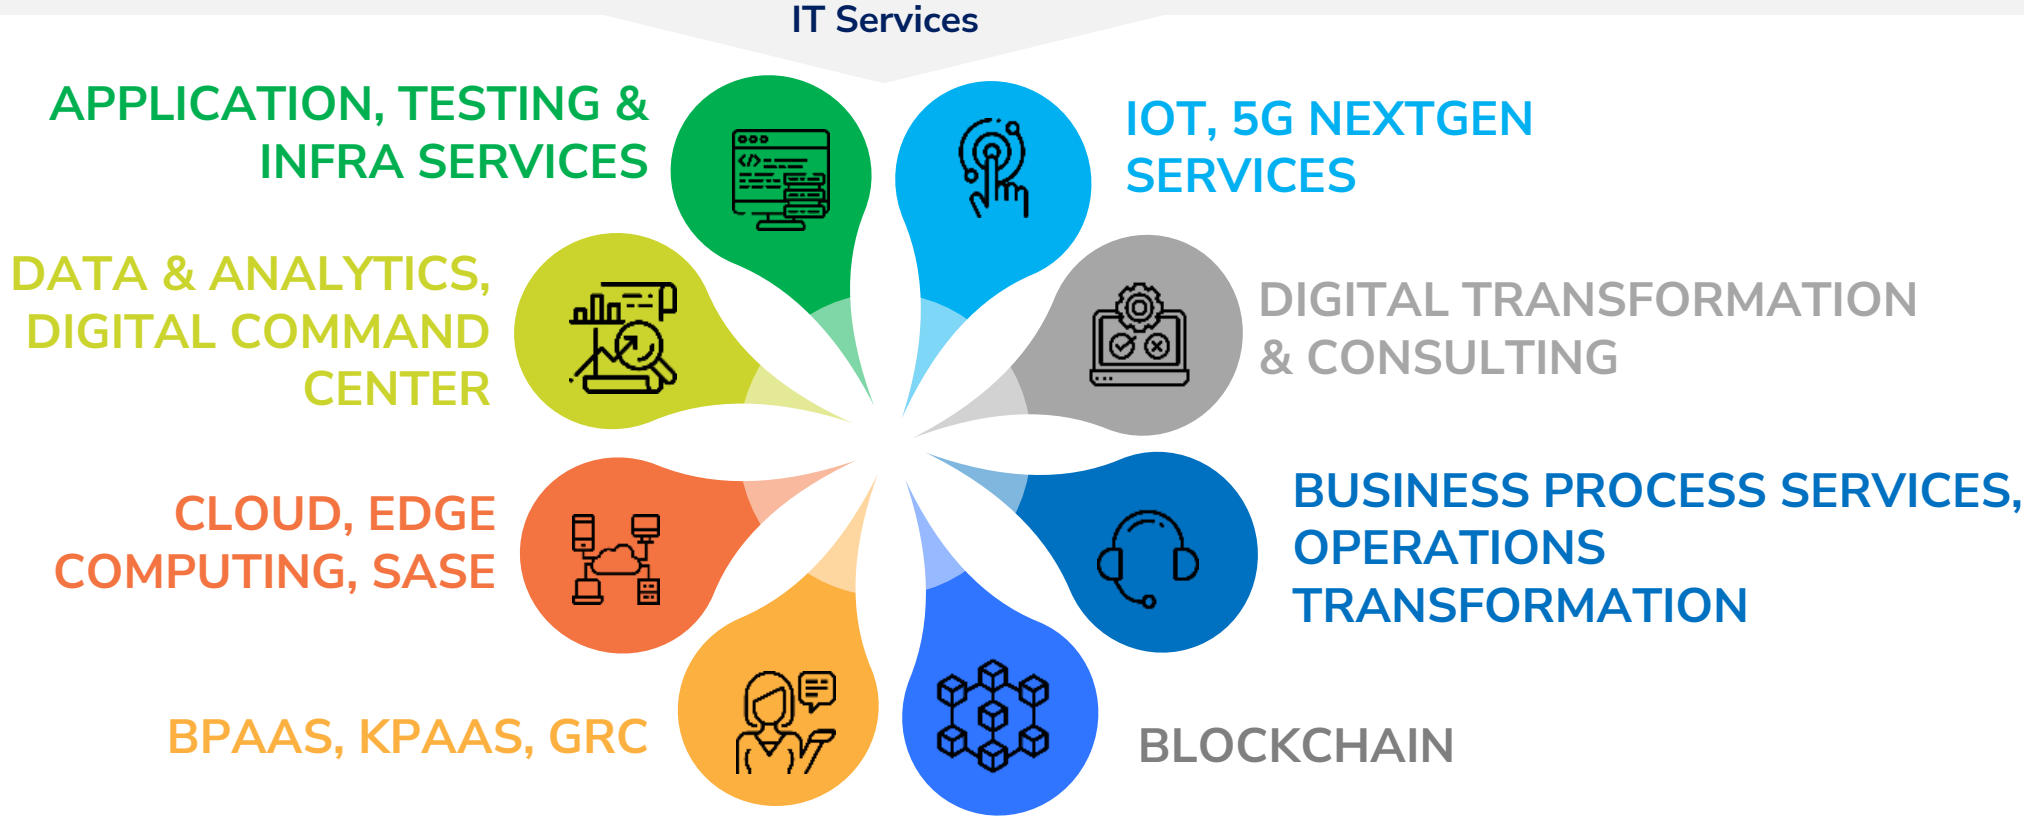 IT Services
APPLICATION, TESTING &
INFRA SERVICES
IOT, 5G NEXTGEN
SERVICES
DATA & ANALYTICS,
DIGITAL COMMAND
CENTER
DIGITAL TRANSFORMATION
& CONSULTING
CLOUD, EDGE
COMPUTING, SASE
BUSINESS PROCESS SERVICES,
OPERATIONS
TRANSFORMATION
BPAAS, KPAAS, GRC
BLOCKCHAIN